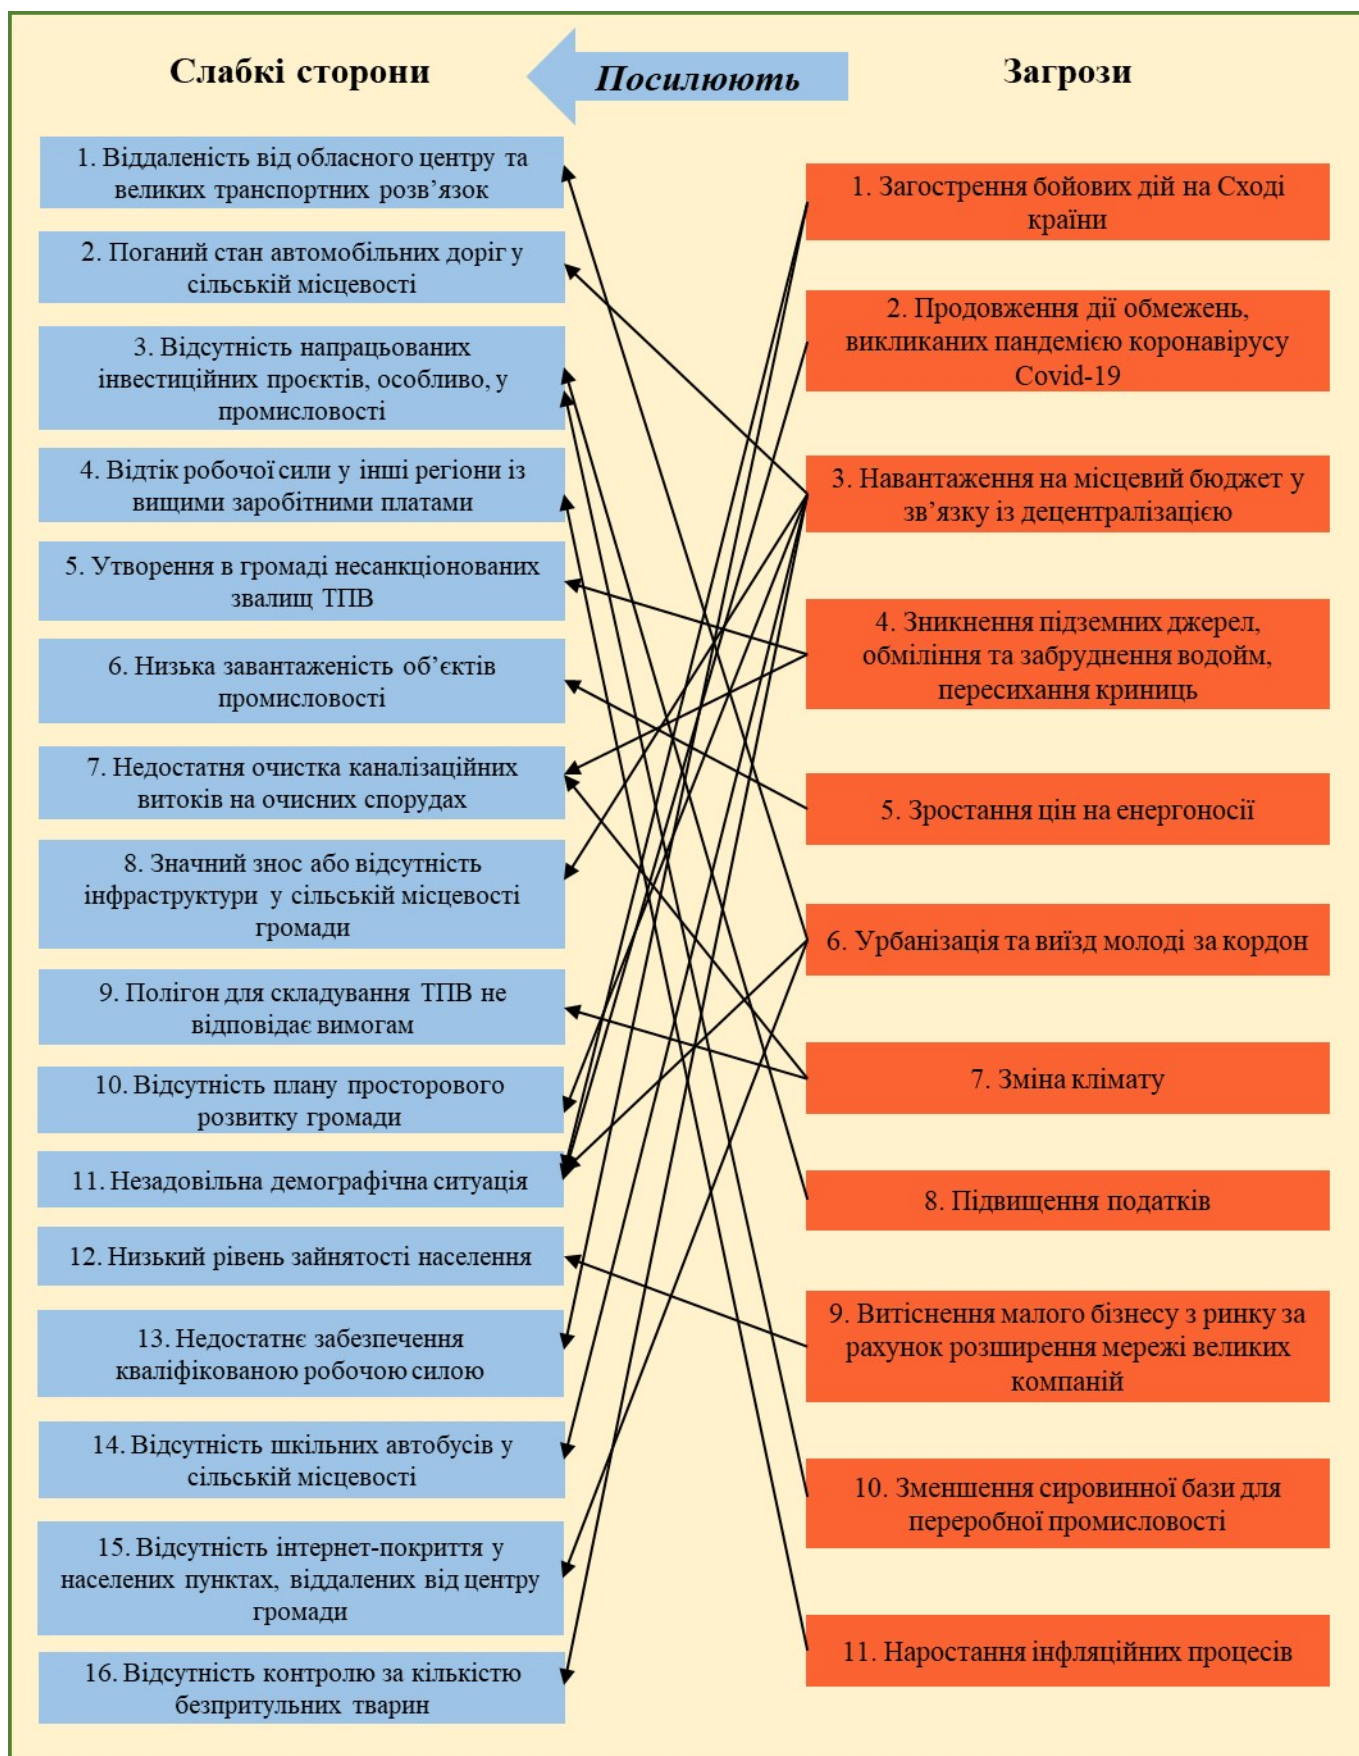 Слабкі сторони
Посилюють
Загрози
1. Віддаленість від обласного центру та
великих транспортних розв’язок
2. Поганий стан автомобільних доріг у
сільській місцевості
3. Відсутність напрацьованих
інвестиційних проєктів, особливо, у
промисловості
4. Відтік робочої сили у інші регіони із
вищими заробітними платами
5. Утворення в громаді несанкціонованих
звалищ ТПВ
6. Низька завантаженість об’єктів
промисловості
7. Недостатня очистка каналізаційних
витоків на очисних спорудах
8. Значний знос або відсутність
інфраструктури у сільській місцевості
громади
9. Полігон для складування ТПВ не
відповідає вимогам
10. Відсутність плану просторового
розвитку громади
11. Незадовільна демографічна ситуація
12. Низький рівень зайнятості населення
13. Недостатнє забезпечення
кваліфікованою робочою силою
14. Відсутність шкільних автобусів у
сільській місцевості
15. Відсутність інтернет-покриття у
населених пунктах, віддалених від центру
громади
16. Відсутність контролю за кількістю
безпритульних тварин
1. Загострення бойових дій на Сході
країни
2. Продовження дії обмежень,
викликаних пандемією коронавірусу
Covid-19
3. Навантаження на місцевий бюджет у
зв’язку із децентралізацією
4. Зникнення підземних джерел,
обміління та забруднення водойм,
пересихання криниць
5. Зростання цін на енергоносії
6. Урбанізація та виїзд молоді за кордон
7. Зміна клімату
8. Підвищення податків
9. Витіснення малого бізнесу з ринку за
рахунок розширення мережі великих
компаній
10. Зменшення сировинної бази для
переробної промисловості
11. Наростання інфляційних процесів